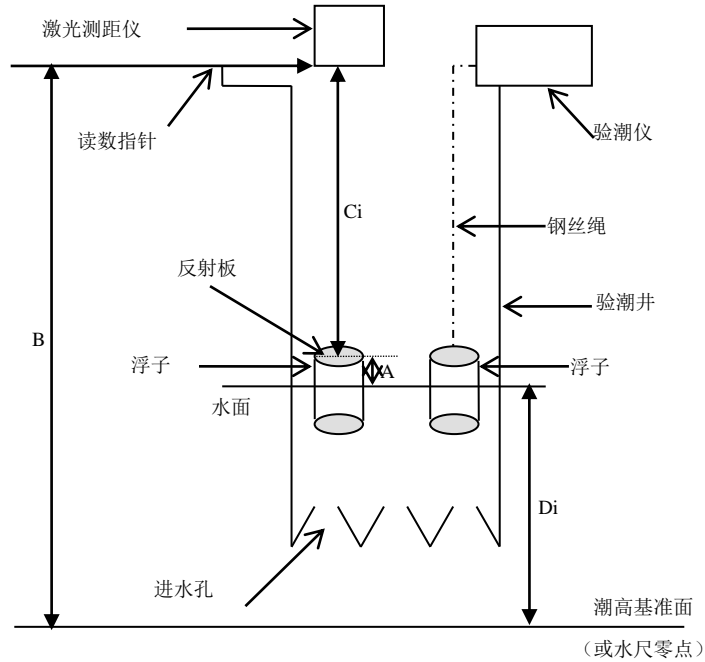 激光测距仪
读数指针
验潮仪
Ci
钢丝绳
反射板
验潮井
B
浮子
A
浮子
水面
Di
进水孔
潮高基准面
（或水尺零点）